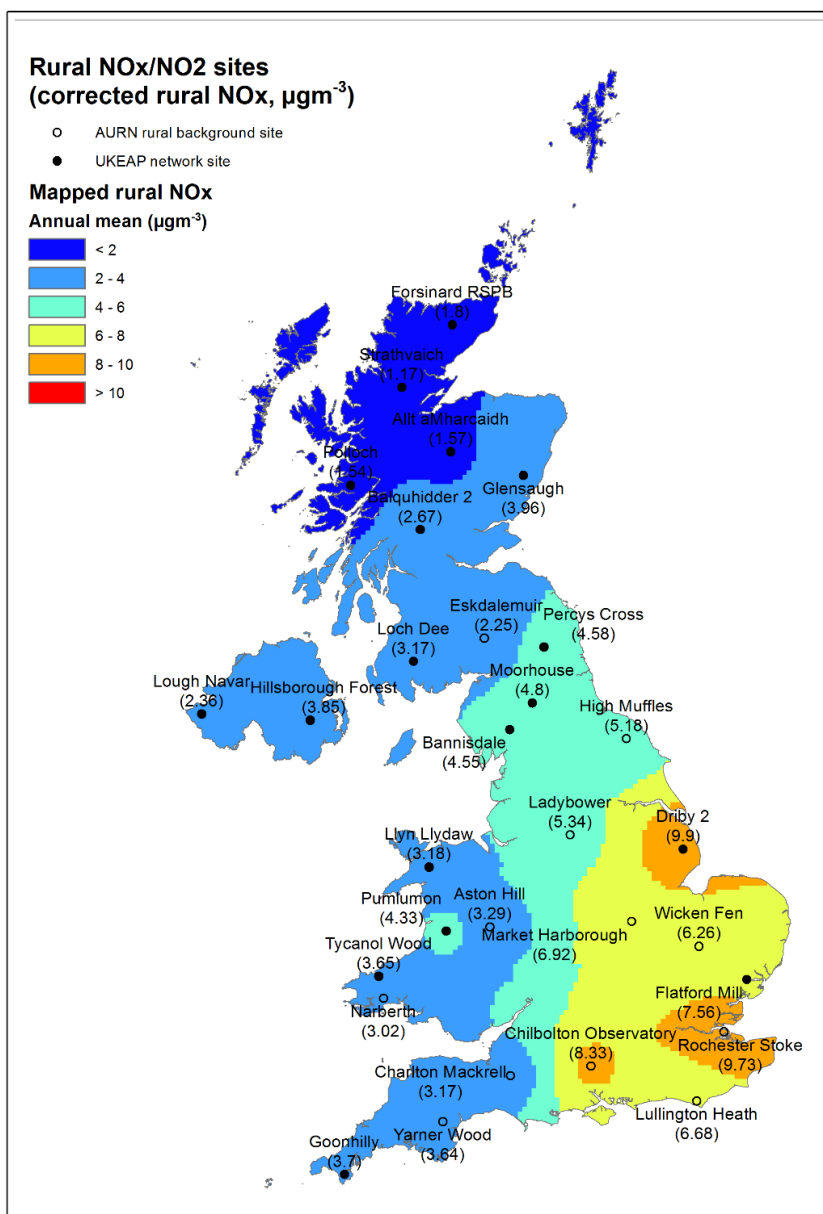 Rural NOx/NO2 sites
(corrected rural NOx, µgm-3)
AURN rural background site
UKEAP network site
Mapped rural NOx
Annual mean (µgm-3)
< 2
2 - 4
4 - 6
6 - 8
8 - 10
> 10
Forsinard RSPB
(1.8)
Strathvaich
(1.17)
Allt aMharcaidh
(1.57)
Polloch
(1.54)
Balquhidder 2
(2.67)
Glensaugh
(3.96)
Eskdalemuir
(2.25)
Percys Cross
(4.58)
Loch Dee
(3.17)
Moorhouse
(4.8)
Lough Navar
(2.36)
Hillsborough Forest
(3.85)
High Muffles
(5.18)
Bannisdale
(4.55)
Ladybower
(5.34)
Driby 2
(9.9)
Llyn Llydaw
(3.18)
Pumlumon
(4.33)
Aston Hill
(3.29)
Wicken Fen
(6.26)
Market Harborough
(6.92)
Tycanol Wood
(3.65)
Narberth
(3.02)
Flatford Mill
(7.56)
Chilbolton Observatory
(8.33)
Rochester Stoke
(9.73)
Charlton Mackrell
(3.17)
Lullington Heath
(6.68)
Yarner Wood
(3.64)
Goonhilly
(3.7)